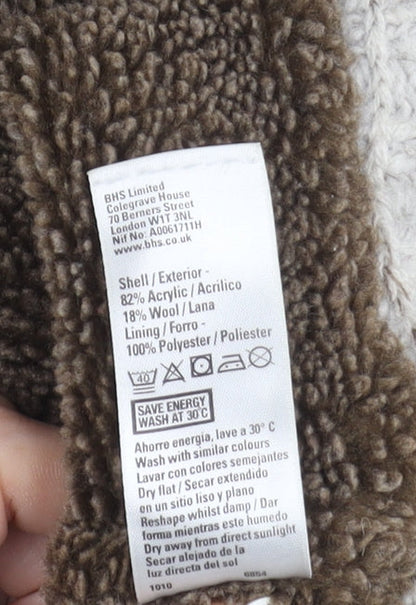 BHS Limited
Colegrave House
70 Berners Street
London W1T 3NL
Nif No: A0061711H
www.bhs.co.uk
Shell / Exterior -
82% Acrylic / Acrilico
18% Wool / Lana
Lining / Forro -
100% Polyester / Poliester
40
SAVE ENERGY
WASH AT 30°C
Ahorre energia, lave a 30° C
Wash with similar colours
Lavar con colores semejantes
Dry flat / Secar extendido
en un sitio liso y plano
Reshape whilst damp / Dar
forma mientras este humedo
Dry away from direct sunlight
Secar alejado de la
luz directa del sol
1010 6854